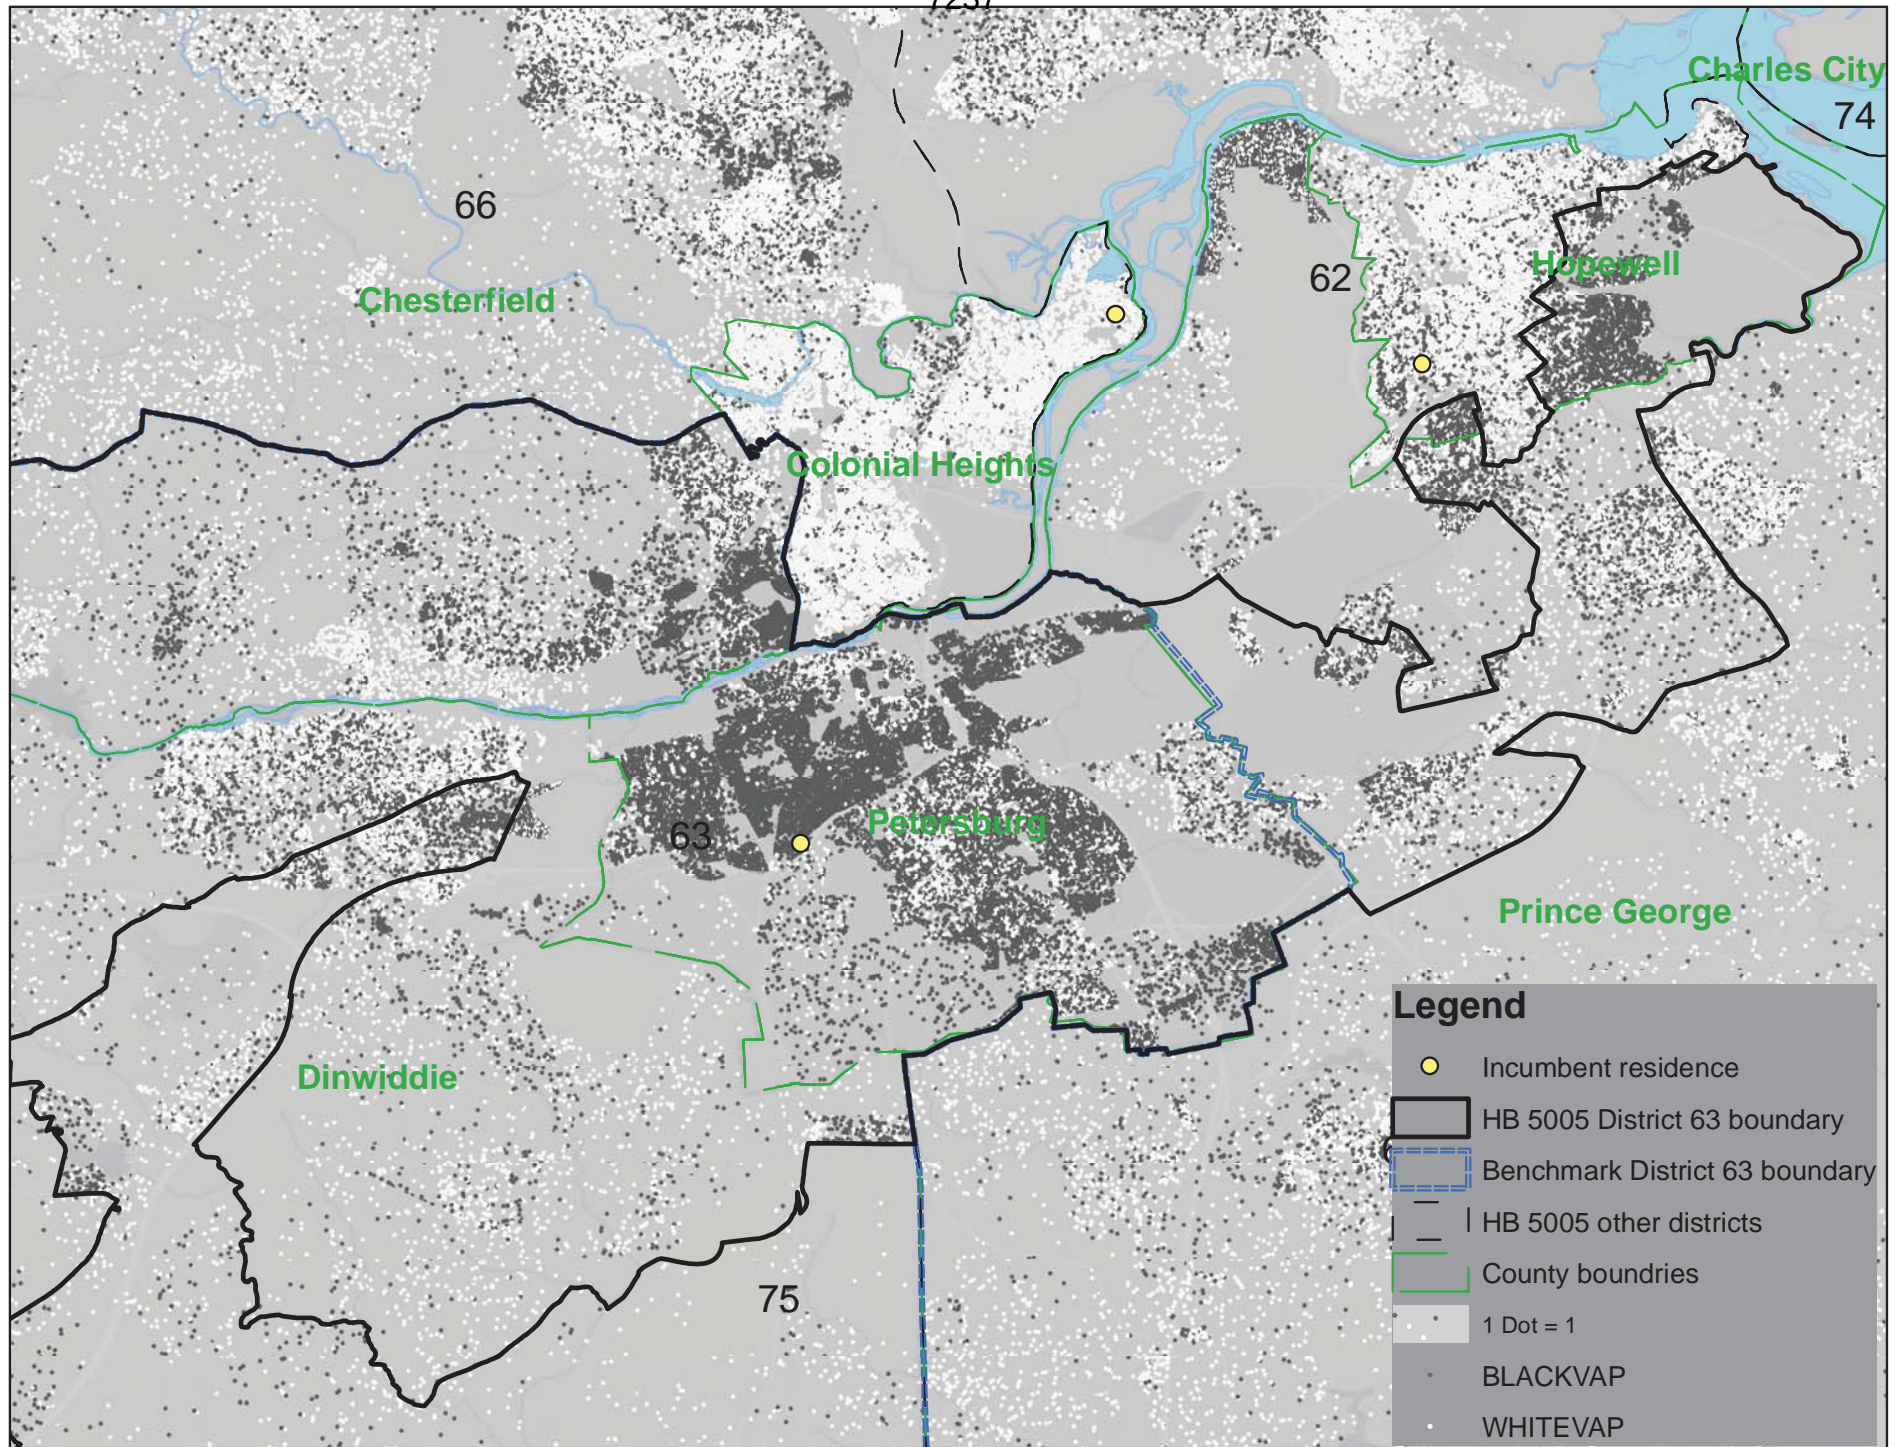 7237
Charles City
74
66
Chesterfield
62
Hopewell
Colonial Heights
63
Petersburg
Prince George
Dinwiddie
75
Legend
Incumbent residence
HB 5005 District 63 boundary
Benchmark District 63 boundary
HB 5005 other districts
County boundries
1 Dot = 1
BLACKVAP
WHITEVAP